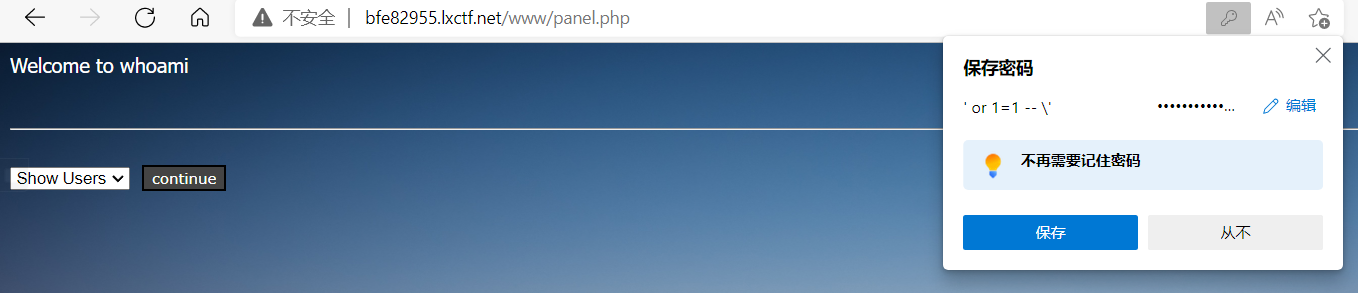 不安全 | bfe82955.lxctf.net/www/panel.php
Welcome to whoami
保存密码
' or 1=1 -- \'
••••••••••••...
编辑
不再需要记住密码
Show Users
continue
保存
从不